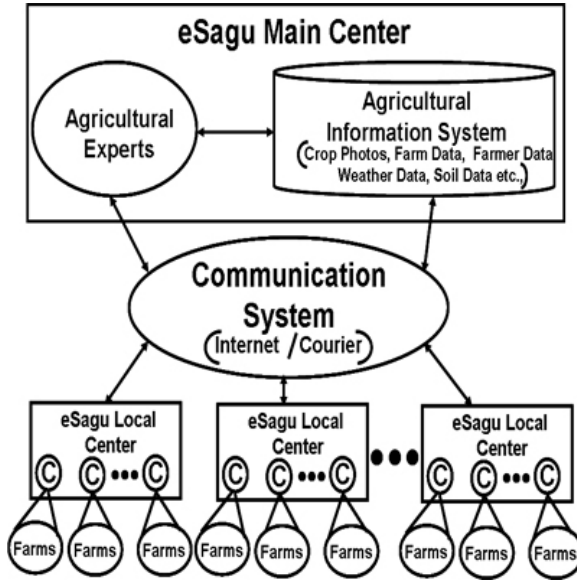 eSagu Main Center
Agricultural
Experts
Agricultural
Information System
(Crop Photos, Farm Data, Farmer Data
Weather Data, Soil Data etc.,)
Communication
System
(Internet /Courier)
eSagu Local
Center
C C ••• C
eSagu Local
Center
C C ••• C
•••
eSagu Local
Center
C C ••• C
Farms Farms Farms Farms Farms Farms Farms Farms Farms